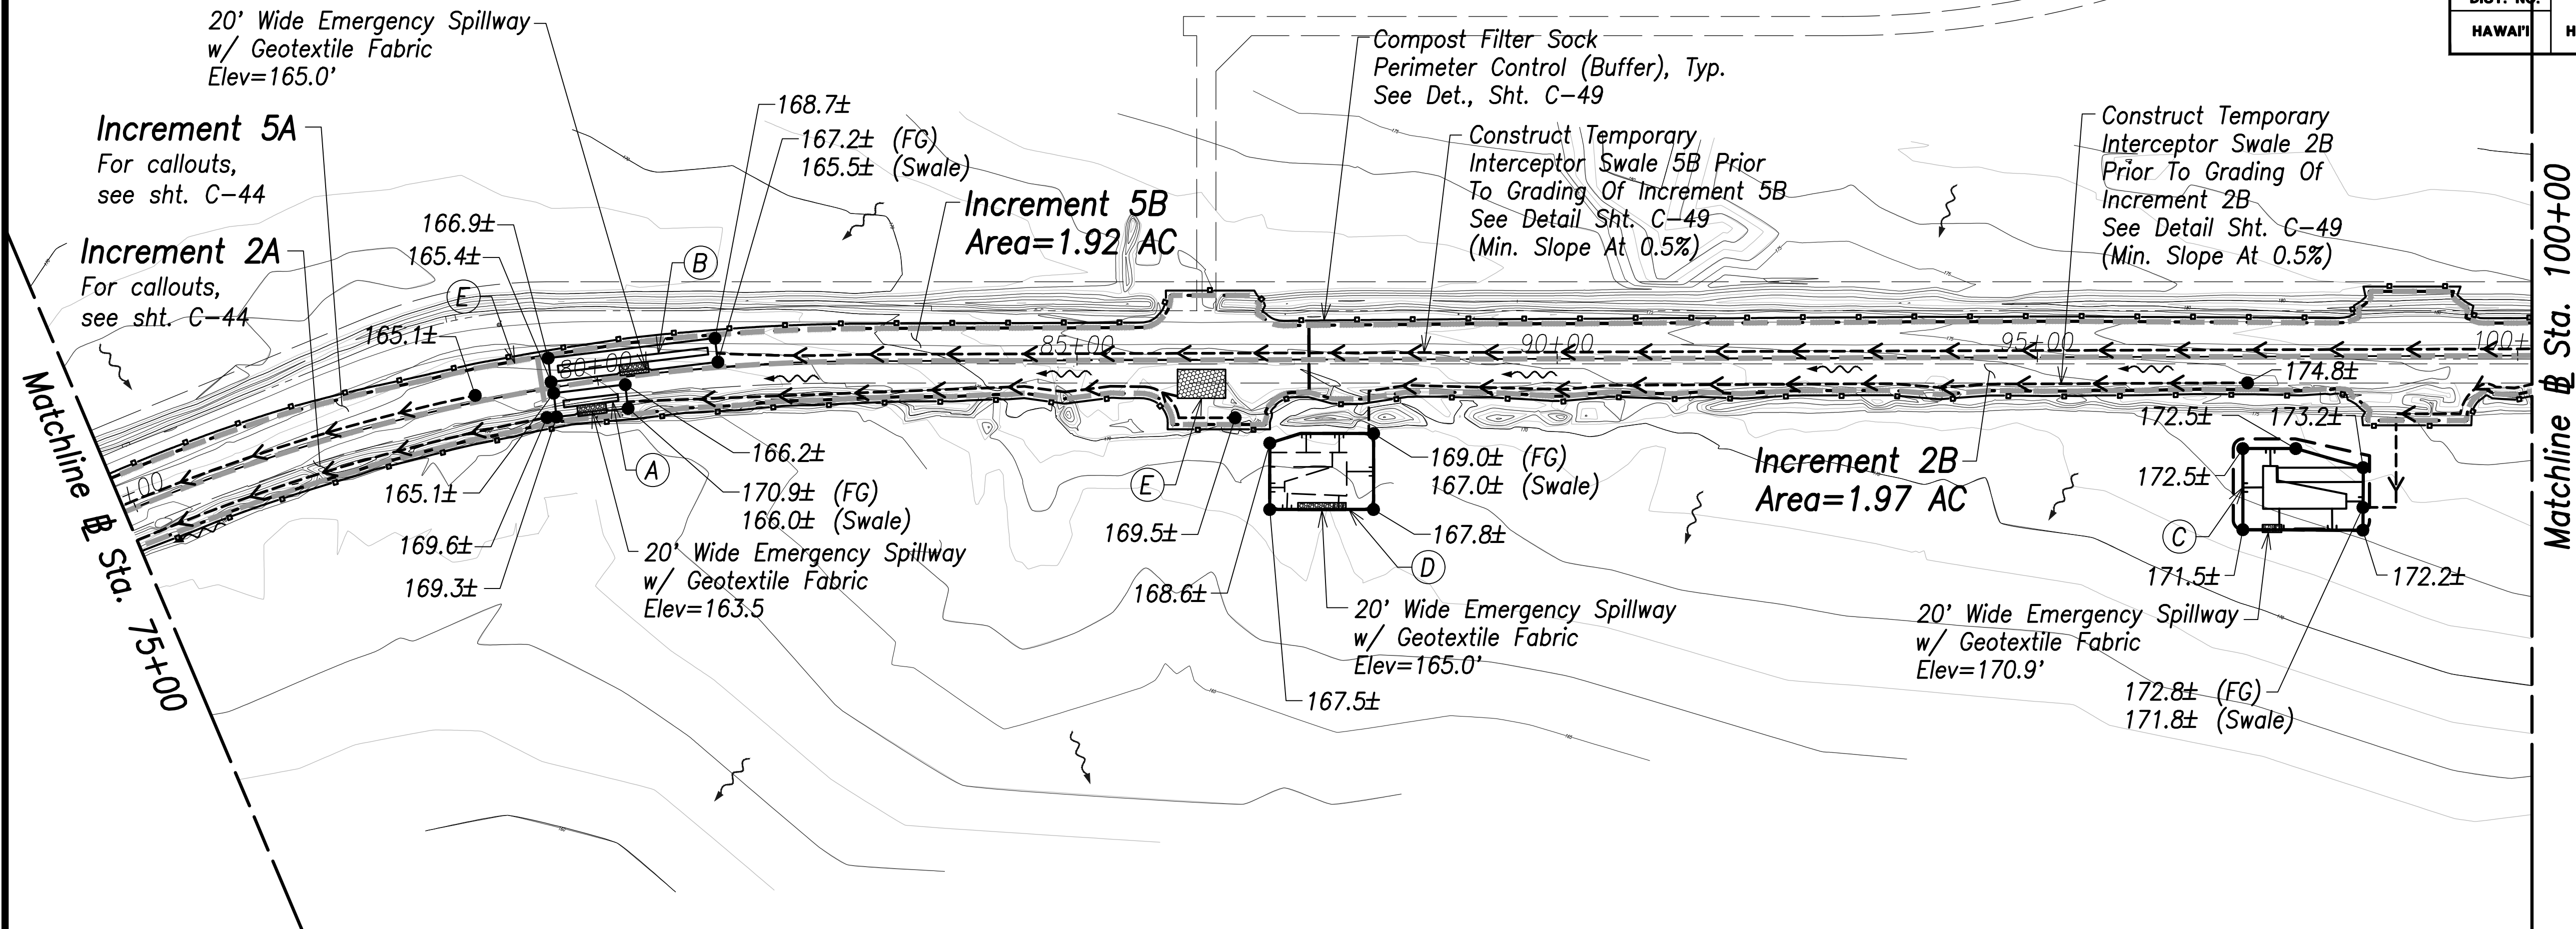 DIST. NO.
HAWAI'I
H
20' Wide Emergency Spillway
w/ Geotextile Fabric
Elev=165.0'
Increment 5A
For callouts,
see sht. C-44
Increment 2A
For callouts,
see sht. C-44
168.7±
167.2± (FG)
165.5± (Swale)
166.9±
165.4±
E
165.1±
B
Increment 5B
Area=1.92 AC
Compost Filter Sock
Perimeter Control (Buffer), Typ.
See Det., Sht. C-49
Construct Temporary
Interceptor Swale 5B Prior
To Grading Of Increment 5B
See Detail Sht. C-49
(Min. Slope At 0.5%)
Construct Temporary
Interceptor Swale 2B
Prior To Grading Of
Increment 2B
See Detail Sht. C-49
(Min. Slope At 0.5%)
80+00
85+00
90+00
95+00
100+
+00
174.8±
172.5±
173.2±
172.5±
C
171.5±
172.2±
166.2±
A
165.1±
170.9± (FG)
166.0± (Swale)
169.6±
169.3±
20' Wide Emergency Spillway
w/ Geotextile Fabric
Elev=163.5
E
169.5±
168.6±
169.0± (FG)
167.0± (Swale)
167.8±
D
20' Wide Emergency Spillway
w/ Geotextile Fabric
Elev=165.0'
167.5±
Increment 2B
Area=1.97 AC
20' Wide Emergency Spillway
w/ Geotextile Fabric
Elev=170.9'
172.8± (FG)
171.8± (Swale)
Matchline BL Sta. 75+00
Matchline BL Sta. 100+00